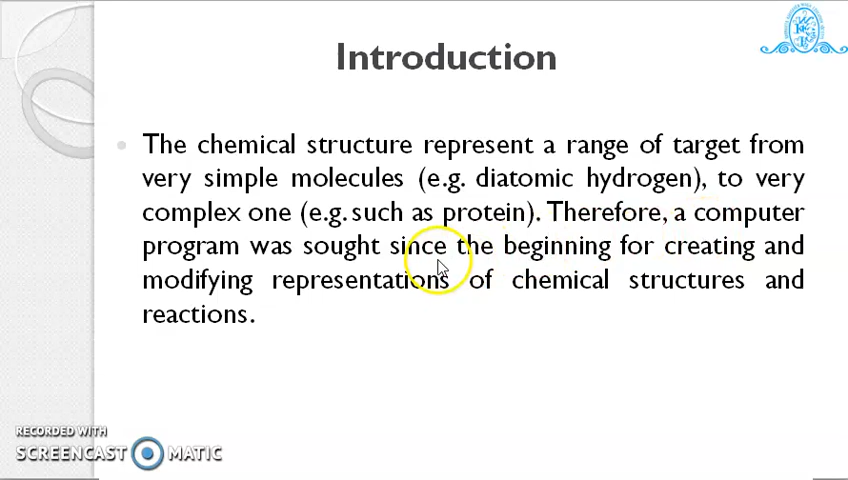 Introduction
The chemical structure represent a range of target from
very simple molecules (e.g. diatomic hydrogen), to very
complex one (e.g. such as protein). Therefore, a computer
program was sought since the beginning for creating and
modifying representations of chemical structures and
reactions.
RECORDED WITH
SCREENCAST MATIC